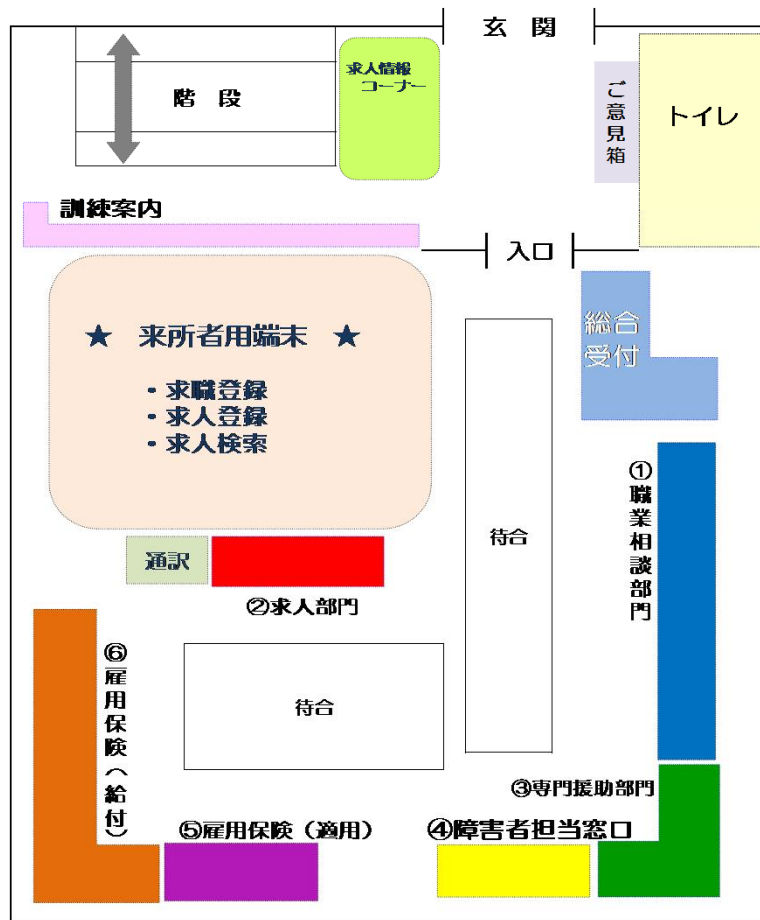 玄　関
階　段
求人情報
コーナー
ご意見箱
トイレ
訓練案内
入口
★　来所者用端末　★
・求職登録
・求人登録
・求人検索
総合
受付
①職業相談部門
待合
通訳
②求人部門
⑥雇用保険（給付）
待合
③専門援助部門
⑤雇用保険（適用）
④障害者担当窓口